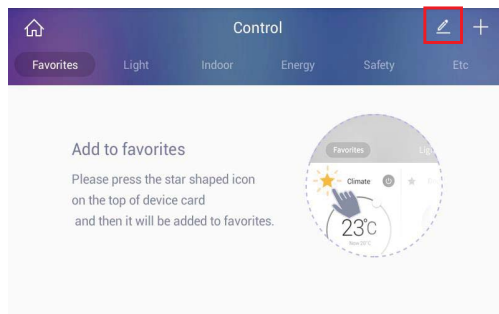 Control
Favorites Light Indoor Energy Safety Etc
Add to favorites
Please press the star shaped icon
on the top of device card
and then it will be added to favorites.
Favorites
Climate
23°C